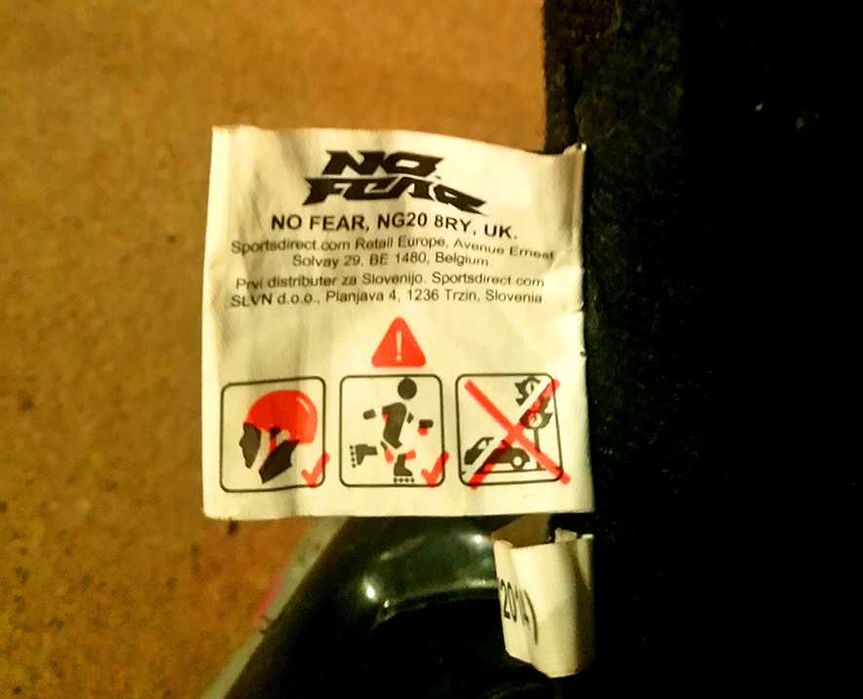 NO
FEAR
NO FEAR, NG20 8RY, UK.
Sportsdirect.com Retail Europe, Avenue Ernest
Solvay 29, BE 1480, Belgium
Prvi distributer za Slovenijo. Sportsdirect.com
SLVN d.o.o., Planjava 4, 1236 Trzin, Slovenia
!